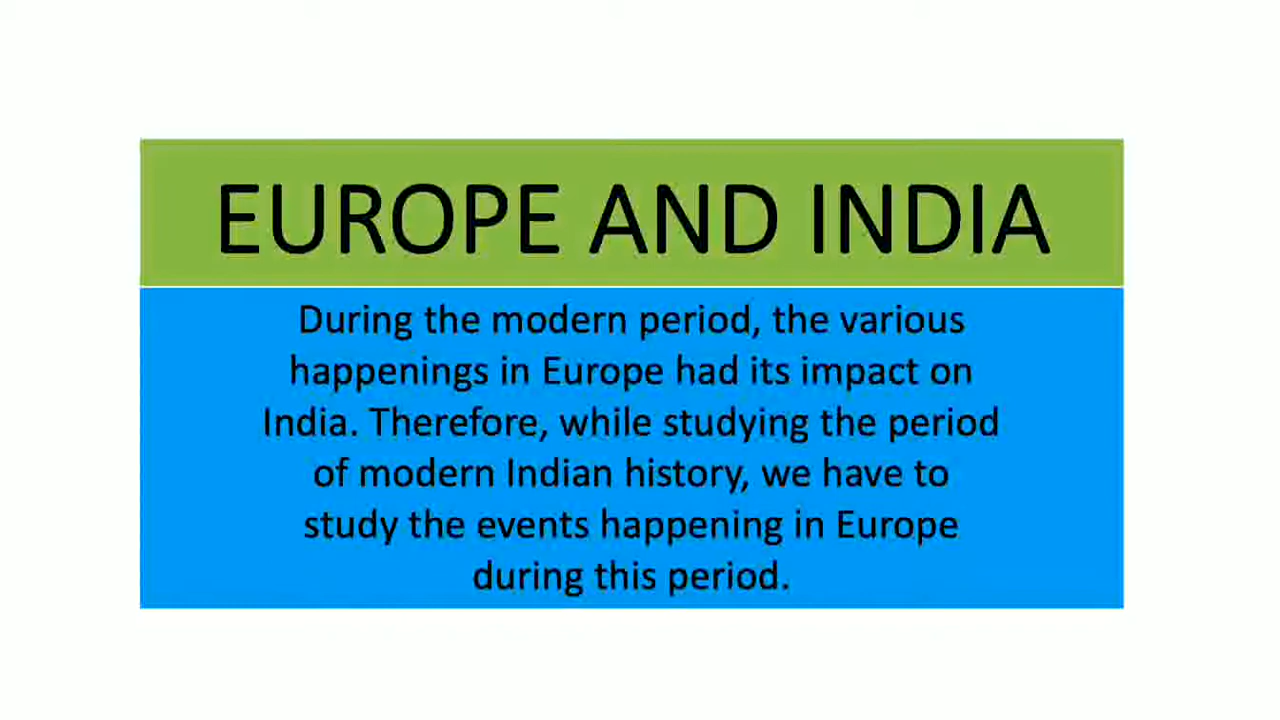 EUROPE AND INDIA
During the modern period, the various
happenings in Europe had its impact on
India. Therefore, while studying the period
of modern Indian history, we have to
study the events happening in Europe
during this period.